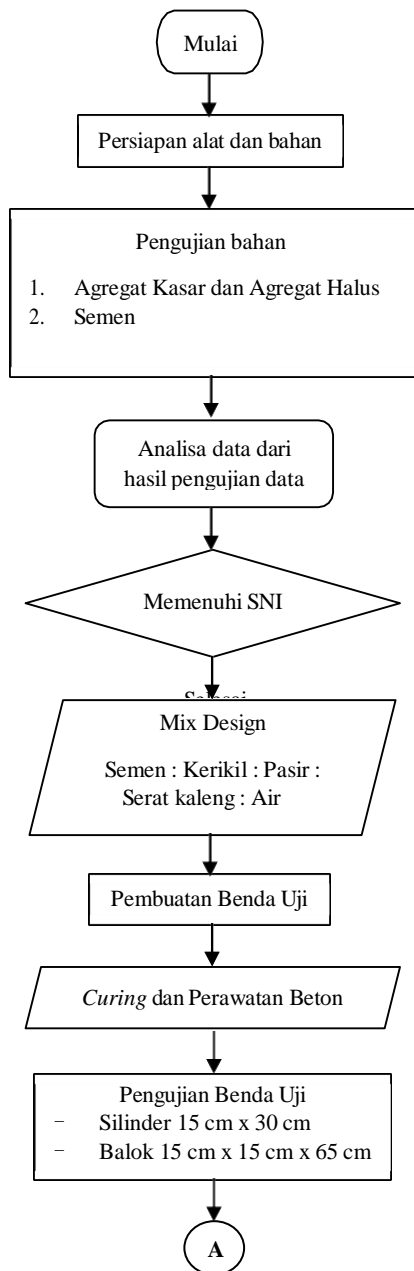 Mulai
Persiapan alat dan bahan
Pengujian bahan
1. Agregat Kasar dan Agregat Halus
2. Semen
Analisa data dari
hasil pengujian data
Memenuhi SNI
Mix Design
Semen : Kerikil : Pasir :
Serat kaleng : Air
Pembuatan Benda Uji
Curing dan Perawatan Beton
Pengujian Benda Uji
- Silinder 15 cm x 30 cm
- Balok 15 cm x 15 cm x 65 cm
A